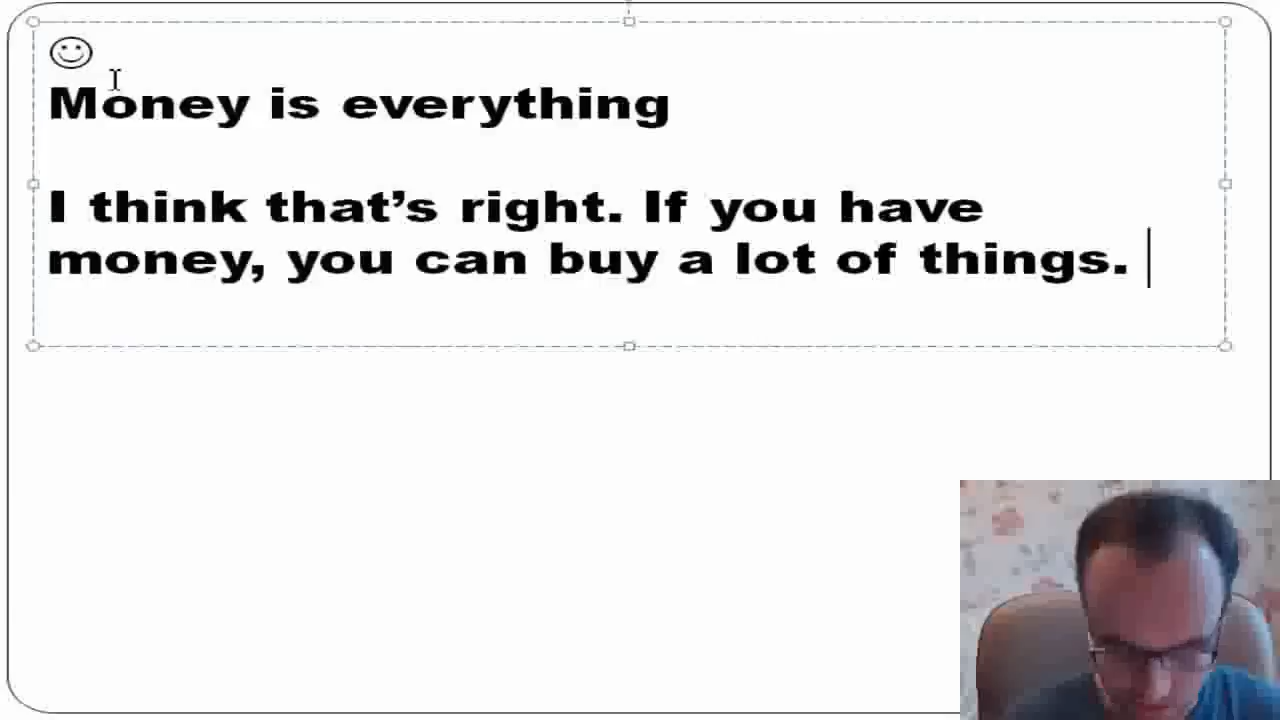 Money is everything
I think that’s right. If you have
money, you can buy a lot of things.